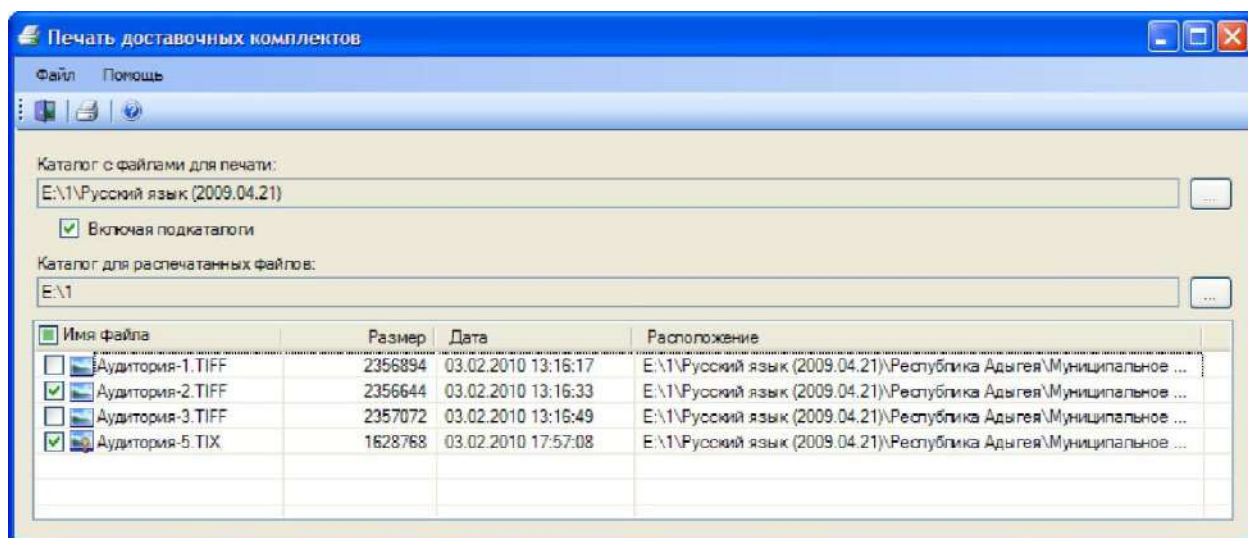 Печать доставочных комплектов
Файл Помощь
Каталог с файлами для печати:
E:\1\Русский язык (2009.04.21)
...
Включая подкаталоги
Каталог для распечатанных файлов:
E:\1
...
Имя файла Размер Дата Расположение
Аудитория-1.TIFF 2356894 03.02.2010 13:16:17 E:\1\Русский язык (2009.04.21)\Республика Адыгея\Муниципальное ...
Аудитория-2.TIFF 2356644 03.02.2010 13:16:33 E:\1\Русский язык (2009.04.21)\Республика Адыгея\Муниципальное ...
Аудитория-3.TIFF 2357072 03.02.2010 13:16:49 E:\1\Русский язык (2009.04.21)\Республика Адыгея\Муниципальное ...
Аудитория-5.TIX 1628768 03.02.2010 17:57:08 E:\1\Русский язык (2009.04.21)\Республика Адыгея\Муниципальное ...